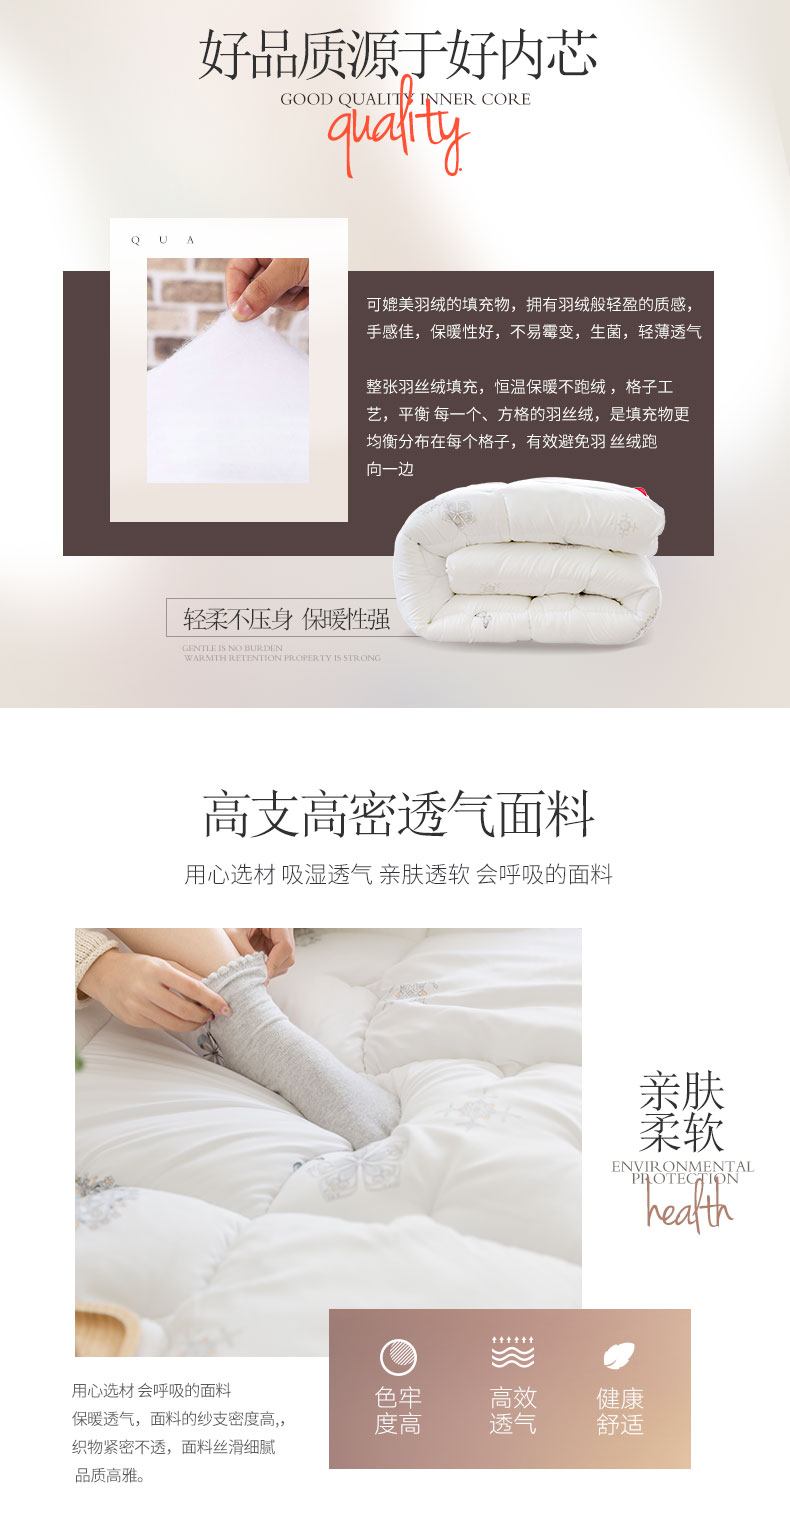 好品质源于好内芯
GOOD QUALITY INNER CORE
quality.
Q U A
可媲美羽绒的填充物，拥有羽绒般轻盈的质感，
手感佳，保暖性好，不易霉变，生菌，轻薄透气
整张羽丝绒填充，恒温保暖不跑绒 ，格子工
艺，平衡 每一个、方格的羽丝绒，是填充物更
均衡分布在每个格子，有效避免羽 丝绒跑
向一边
轻柔不压身 保暖性强
GENTLE IS NO BURDEN
WARMTH RETENTION PROPERTY IS STRONG
高支高密透气面料
用心选材 吸湿透气 亲肤透软 会呼吸的面料
亲肤
柔软
ENVIRONMENTAL
PROTECTION
health
色牢
度高
高效
透气
健康
舒适
用心选材 会呼吸的面料
保暖透气，面料的纱支密度高,，
织物紧密不透，面料丝滑细腻
品质高雅。